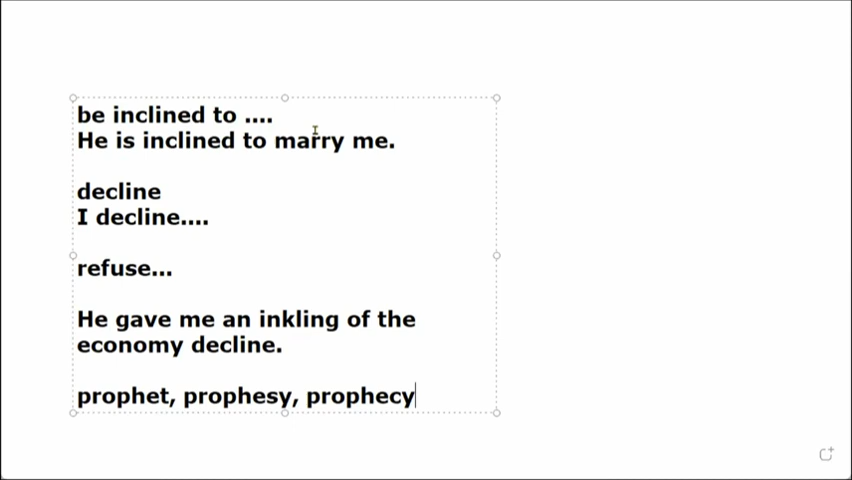 be inclined to ....
He is inclined to marry me.
decline
I decline....
refuse...
He gave me an inkling of the
economy decline.
prophet, prophesy, prophecy